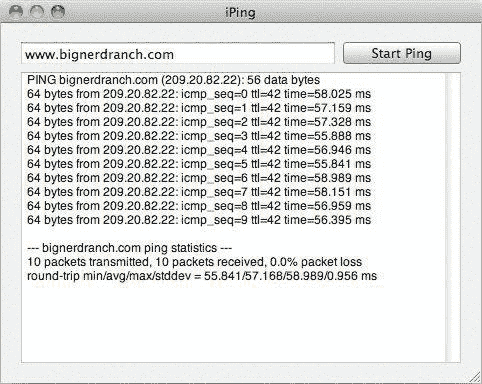 iPing
www.bignerdranch.com
Start Ping
PING bignerdranch.com (209.20.82.22): 56 data bytes
64 bytes from 209.20.82.22: icmp_seq=0 ttl=42 time=58.025 ms
64 bytes from 209.20.82.22: icmp_seq=1 ttl=42 time=57.159 ms
64 bytes from 209.20.82.22: icmp_seq=2 ttl=42 time=57.328 ms
64 bytes from 209.20.82.22: icmp_seq=3 ttl=42 time=55.888 ms
64 bytes from 209.20.82.22: icmp_seq=4 ttl=42 time=56.946 ms
64 bytes from 209.20.82.22: icmp_seq=5 ttl=42 time=55.841 ms
64 bytes from 209.20.82.22: icmp_seq=6 ttl=42 time=58.989 ms
64 bytes from 209.20.82.22: icmp_seq=7 ttl=42 time=58.151 ms
64 bytes from 209.20.82.22: icmp_seq=8 ttl=42 time=56.959 ms
64 bytes from 209.20.82.22: icmp_seq=9 ttl=42 time=56.395 ms
--- bignerdranch.com ping statistics ---
10 packets transmitted, 10 packets received, 0.0% packet loss
round-trip min/avg/max/stddev = 55.841/57.168/58.989/0.956 ms